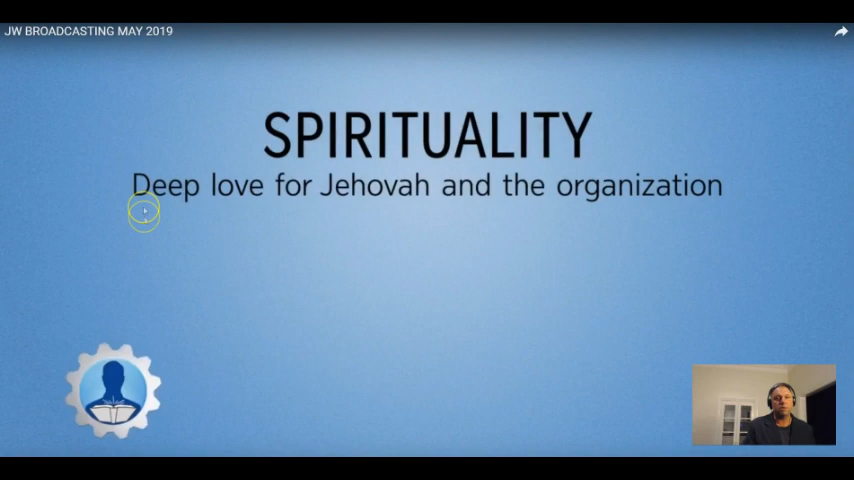 JW BROADCASTING MAY 2019
SPIRITUALITY
Deep love for Jehovah and the organization